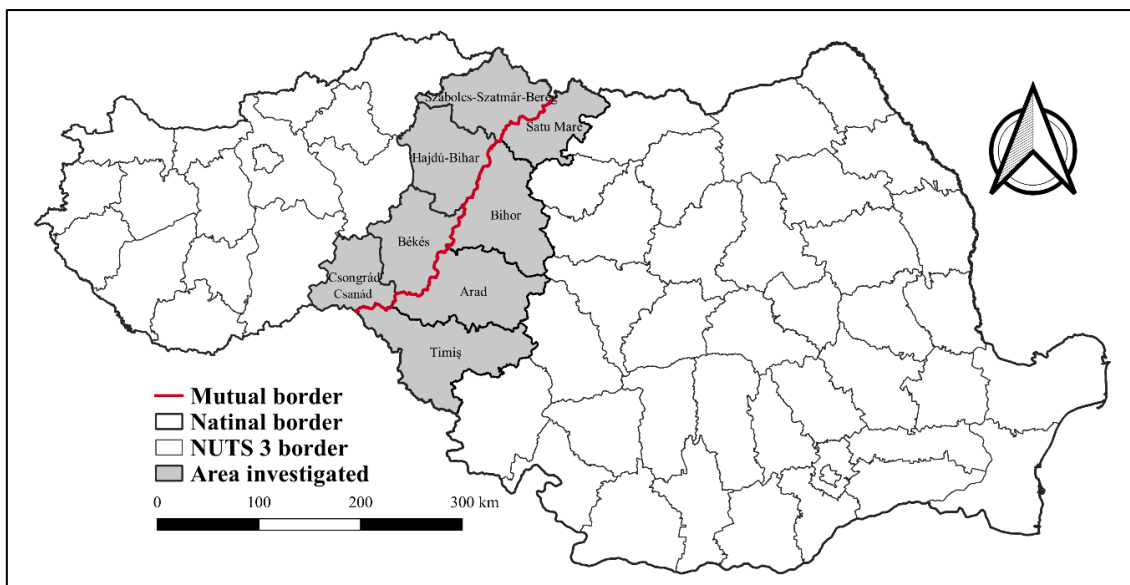 Szabolcs-Szatmár-Bereg
Satu Mare
Hajdú-Bihar
Bihor
Békés
Csongrád
Csanád
Arad
Timiș
Mutual border
Natinal border
NUTS 3 border
Area investigated
0 100 200 300 km